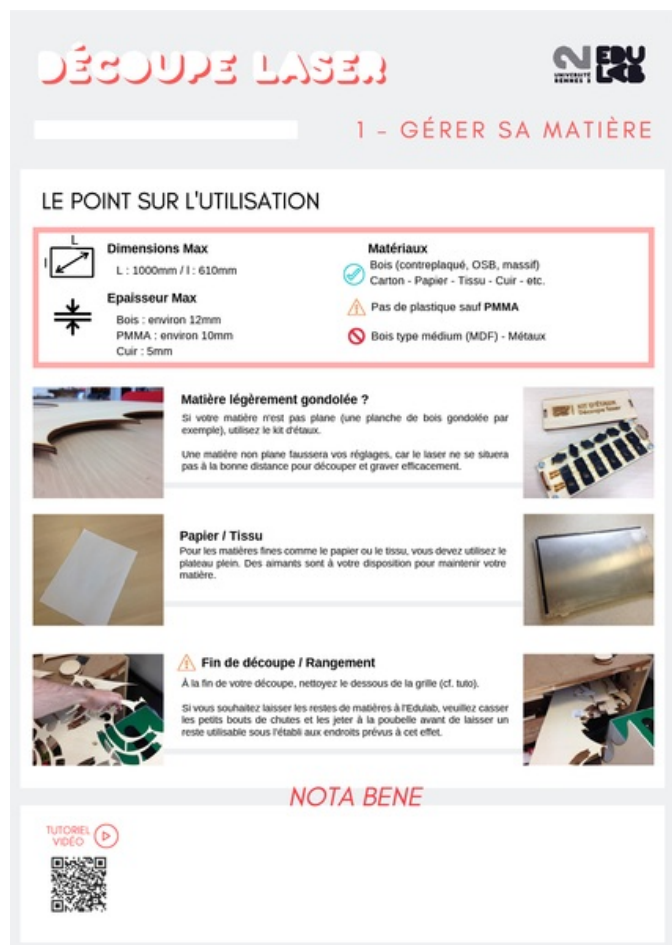 DÉCOUPE LASER
UNIVERSITÉ
RENNES 2
EDU
LAB
1 - GÉRER SA MATIÈRE
LE POINT SUR L'UTILISATION
L
l
Dimensions Max
L : 1000mm / l : 610mm
Epaisseur Max
Bois : environ 12mm
PMMA : environ 10mm
Cuir : 5mm
Matériaux
Bois (contreplaqué, OSB, massif)
Carton - Papier - Tissu - Cuir - etc.
Pas de plastique sauf PMMA
Bois type médium (MDF) - Métaux
Matière légèrement gondolée ?
Si votre matière n'est pas plane (une planche de bois gondolée par
exemple), utilisez le kit d'étaux.
Une matière non plane faussera vos réglages, car le laser ne se situera
pas à la bonne distance pour découper et graver efficacement.
KIT D'ÉTAUX
Découpe laser
Papier / Tissu
Pour les matières fines comme le papier ou le tissu, vous devez utilisez le
plateau plein. Des aimants sont à votre disposition pour maintenir votre
matière.
Fin de découpe / Rangement
À la fin de votre découpe, nettoyez le dessous de la grille (cf. tuto).
Si vous souhaitez laisser les restes de matières à l'Edulab, veuillez casser
les petits bouts de chutes et les jeter à la poubelle avant de laisser un
reste utilisable sous l'établi aux endroits prévus à cet effet.
NOTA BENE
TUTORIEL
VIDÉO